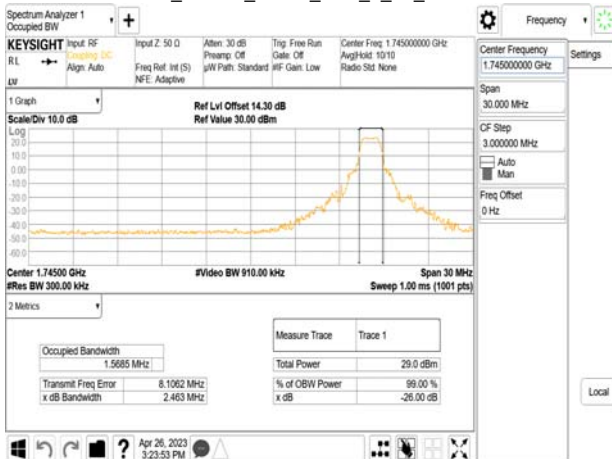 Spectrum Analyzer 1
Occupied BW
Frequency
KEYSIGHT
RL
Input: RF
Coupling: DC
Align: Auto
Input Z: 50 Ω
Freq Ref: Int (S)
NFE: Adaptive
Atten: 30 dB
Preamp: Off
µW Path: Standard
Trig: Free Run
Gate: Off
#IF Gain: Low
Center Freq: 1.745000000 GHz
Avg|Hold: 10/10
Radio Std: None
Center Frequency
1.745000000 GHz
Settings
Span
30.000 MHz
CF Step
3.000000 MHz
Auto
Man
Freq Offset
0 Hz
Local
1 Graph
Scale/Div 10.0 dB
Ref Lvl Offset 14.30 dB
Ref Value 30.00 dBm
Log
20.0
10.0
0.00
-10.0
-20.0
-30.0
-40.0
-50.0
-60.0
Center 1.74500 GHz
#Video BW 910.00 kHz
Span 30 MHz
#Res BW 300.00 kHz
Sweep 1.00 ms (1001 pts)
2 Metrics
Measure Trace Trace 1
Occupied Bandwidth
1.5685 MHz
Total Power 29.0 dBm
Transmit Freq Error 8.1062 MHz
% of OBW Power 99.00 %
x dB Bandwidth 2.463 MHz
x dB -26.00 dB
?
Apr 26, 2023
3:23:53 PM